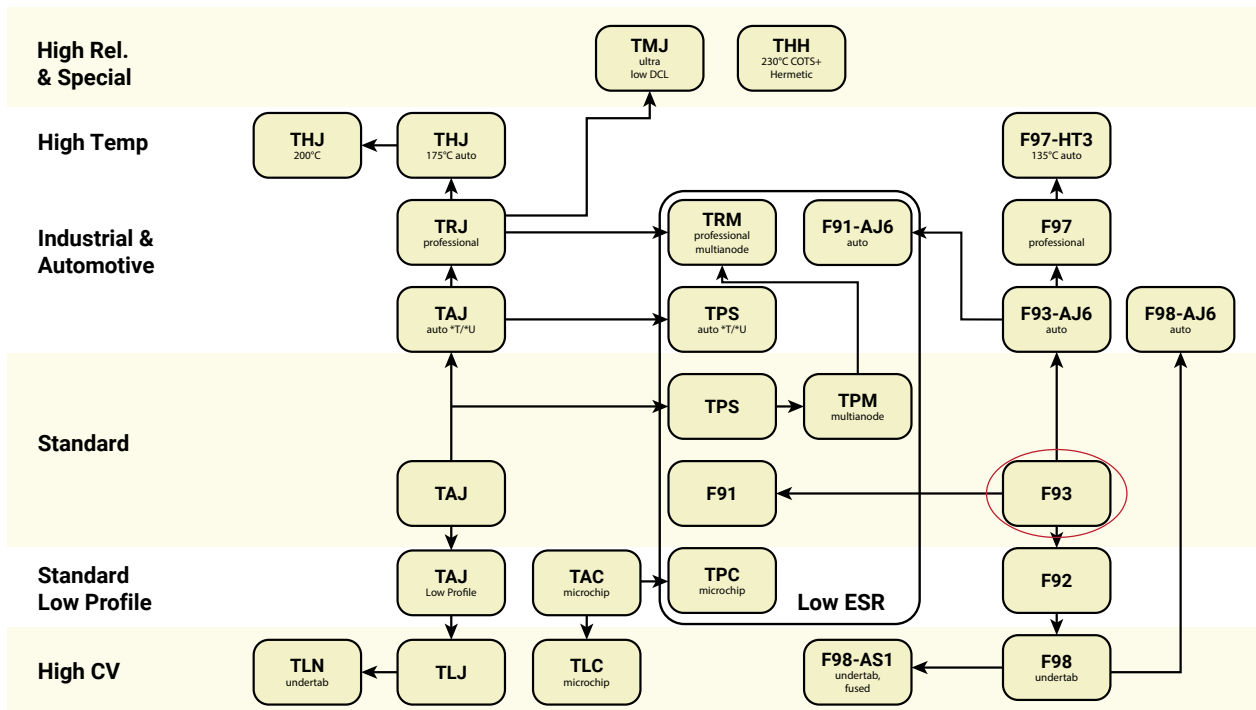 High Rel.
& Special
TMJ
ultra
low DCL
THH
230°C COTS+
Hermetic
High Temp
THJ
200°C
THJ
175°C auto
F97-HT3
135°C auto
Industrial &
Automotive
TRJ
professional
TRM
professional
multianode
F91-AJ6
auto
F97
professional
TAJ
auto *T/*U
TPS
auto *T/*U
F93-AJ6
auto
F98-AJ6
auto
Standard
TPS
TPM
multianode
TAJ
F91
F93
Standard
Low Profile
TAJ
Low Profile
TAC
microchip
TPC
microchip
Low ESR
F92
High CV
TLN
undertab
TLJ
TLC
microchip
F98-AS1
undertab,
fused
F98
undertab